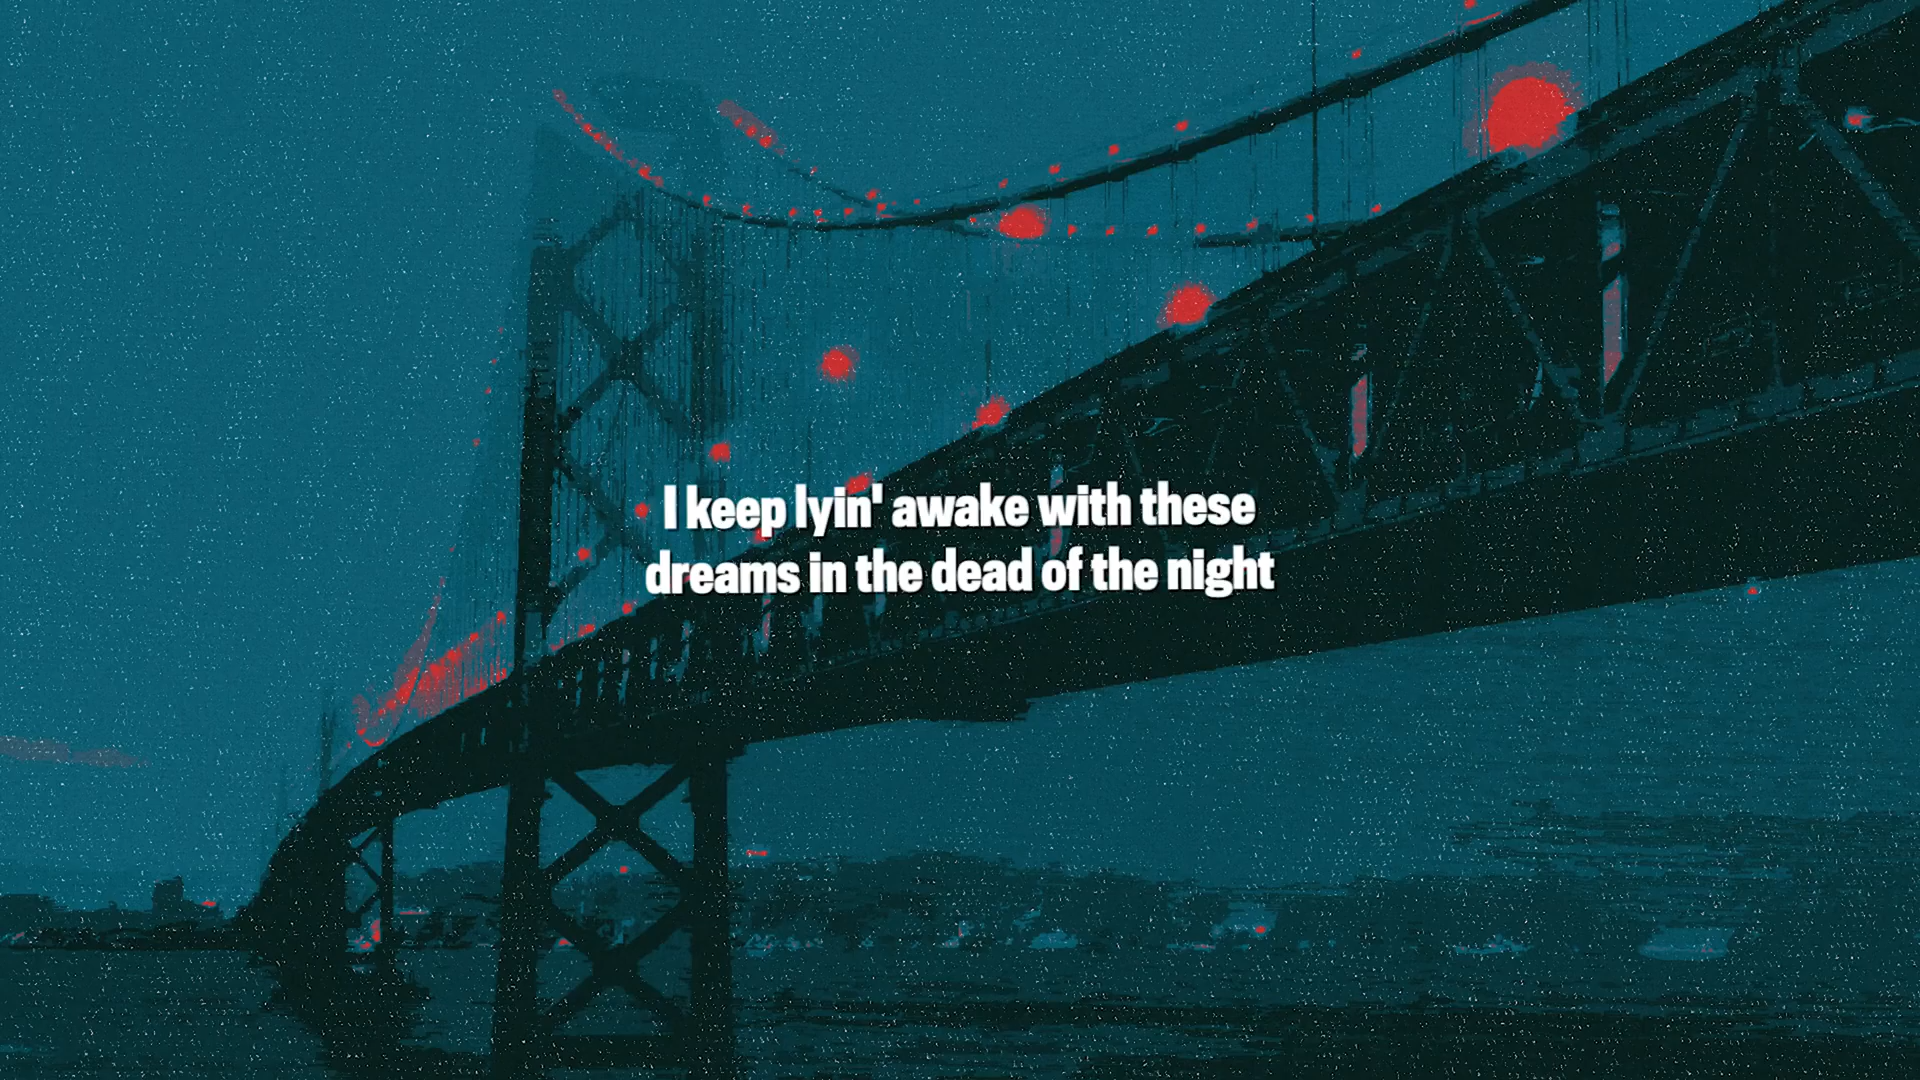 I keep lyin' awake with these
dreams in the dead of the night